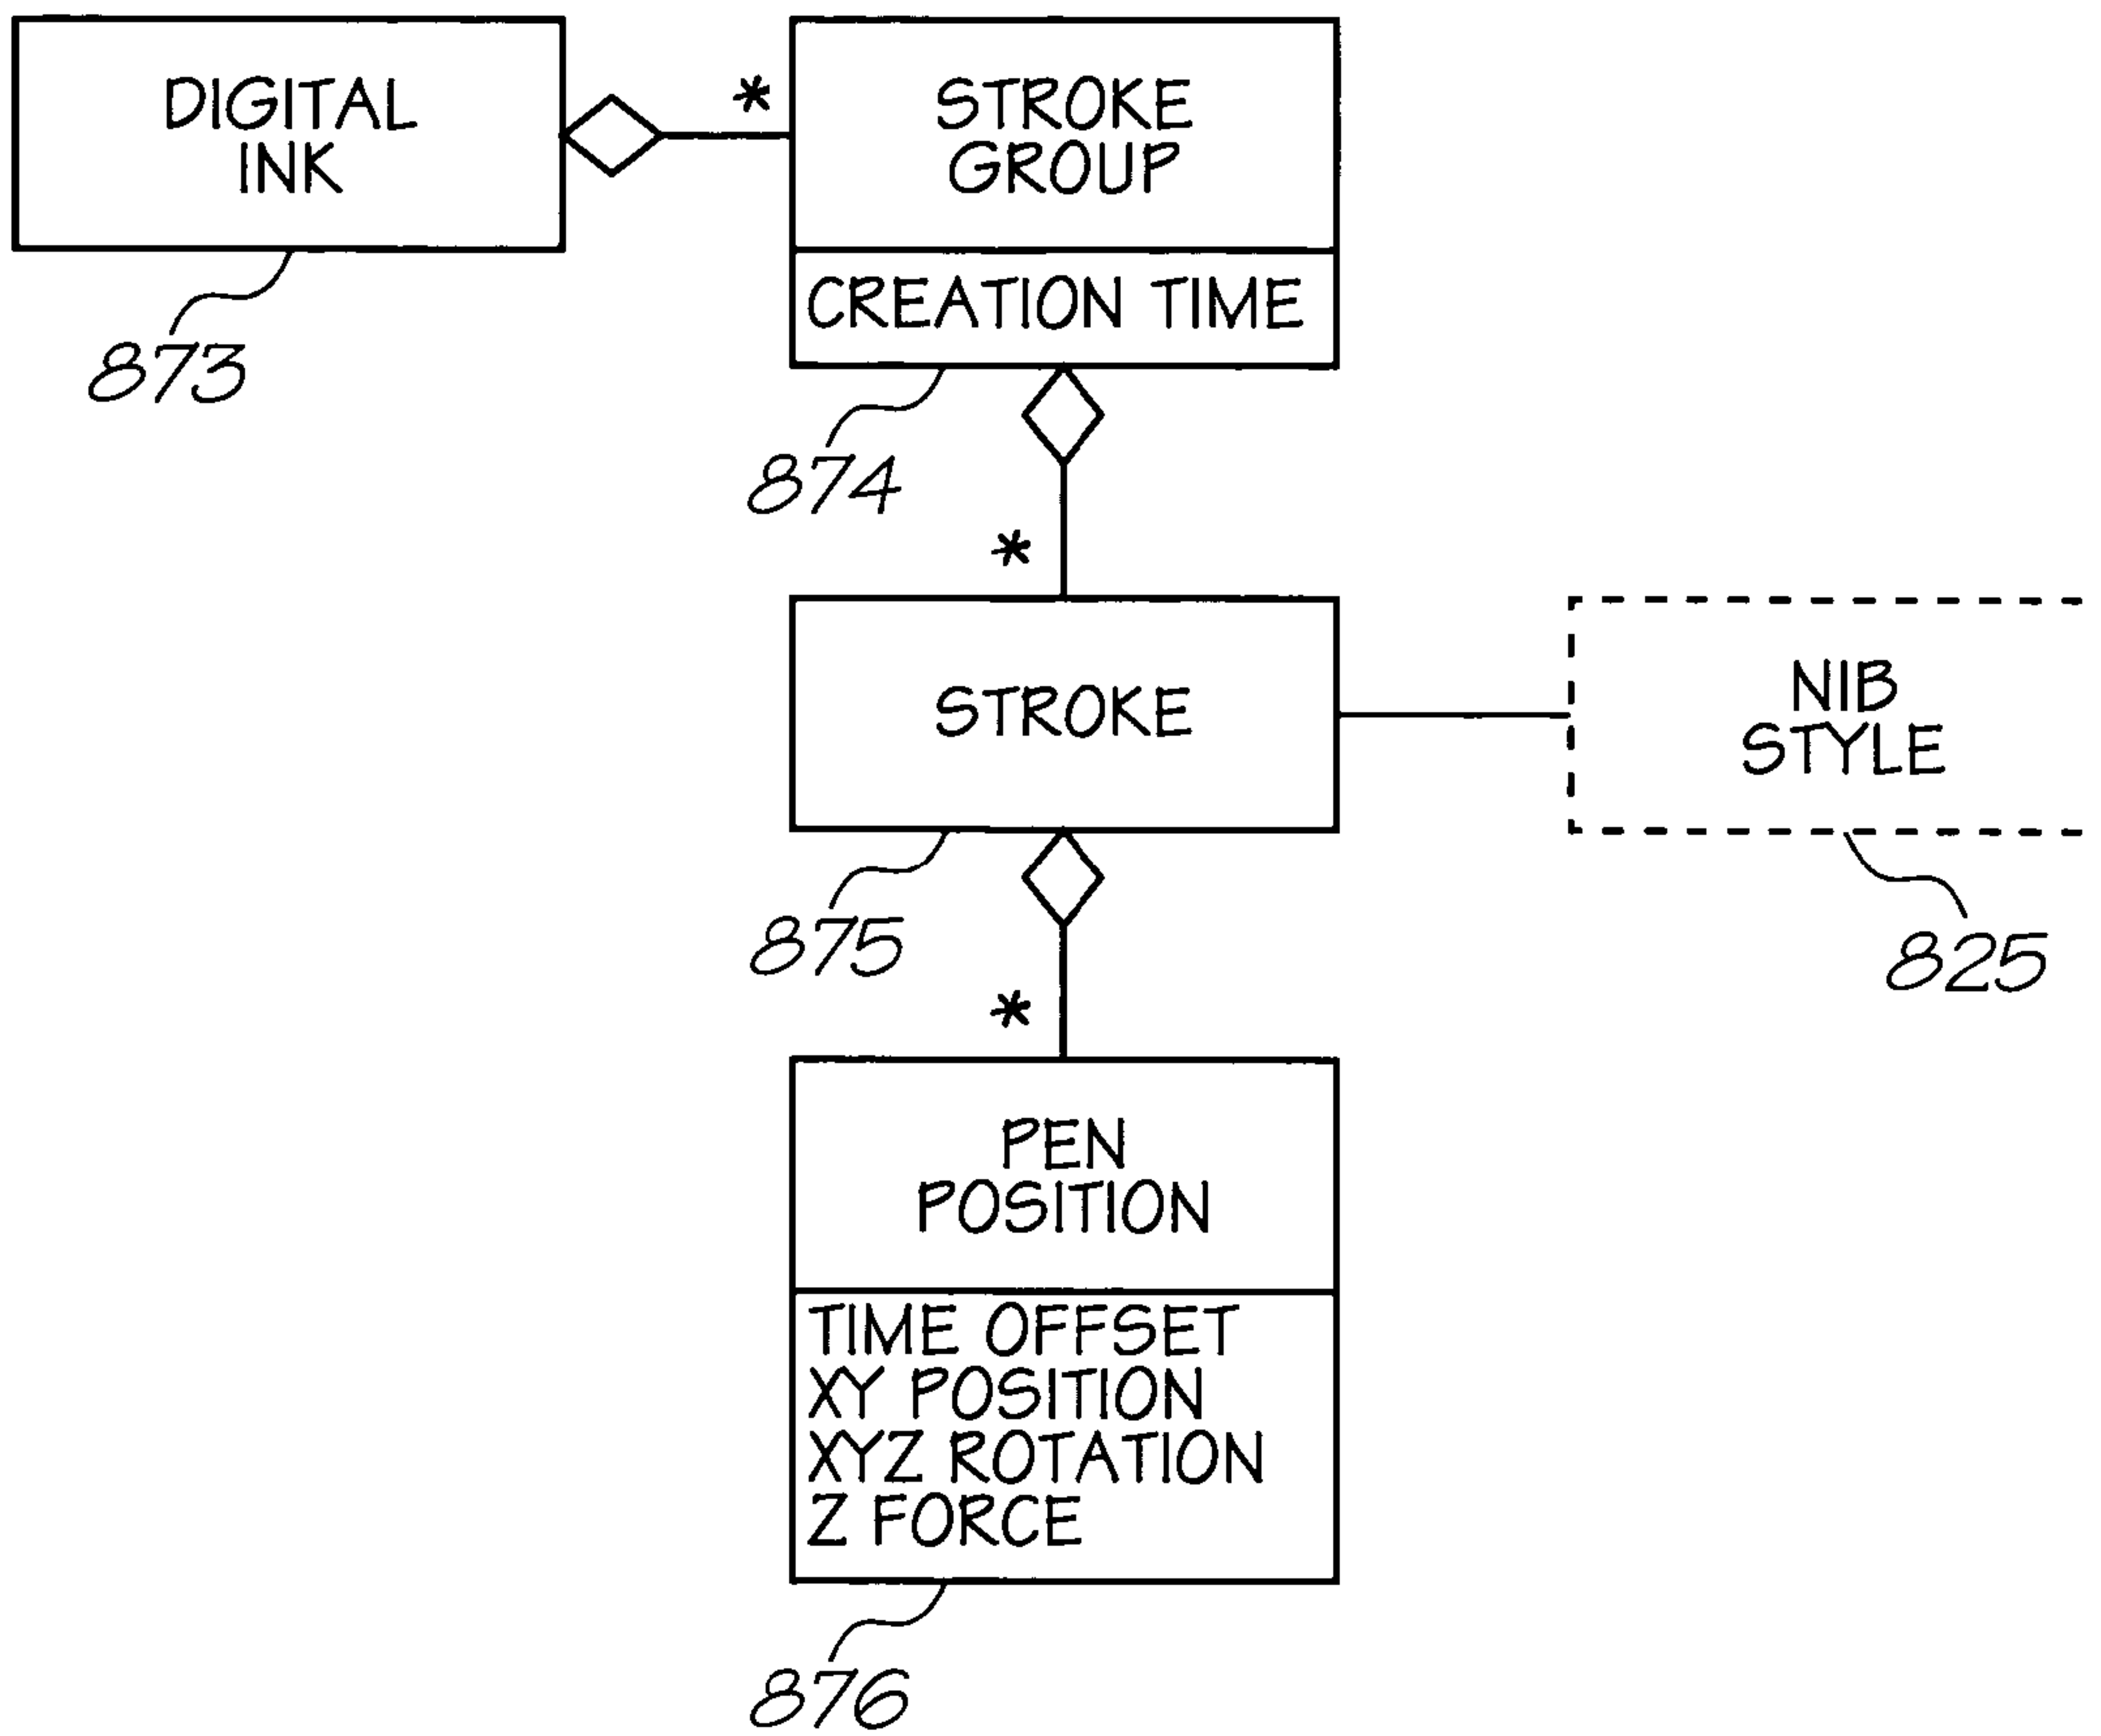 DIGITAL
INK
*
STROKE
GROUP
CREATION TIME
873
874
*
STROKE
NIB
STYLE
875
825
*
PEN
POSITION
TIME OFFSET
XY POSITION
XYZ ROTATION
Z FORCE
876